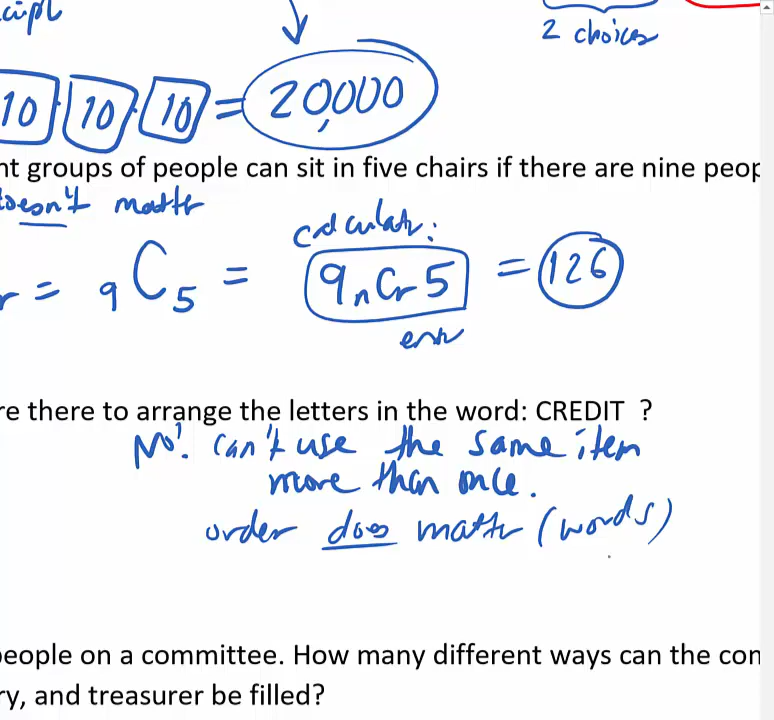 2 choices
10 · 10 · 10 = 20,000
nt groups of people can sit in five chairs if there are nine peop
doesn't matter
calculator:
r = 9C5 = 9 nCr 5 = 126
enter
re there to arrange the letters in the word: CREDIT ?
No! can't use the same item
more than once.
order does matter (words)
people on a committee. How many different ways can the con
ry, and treasurer be filled?